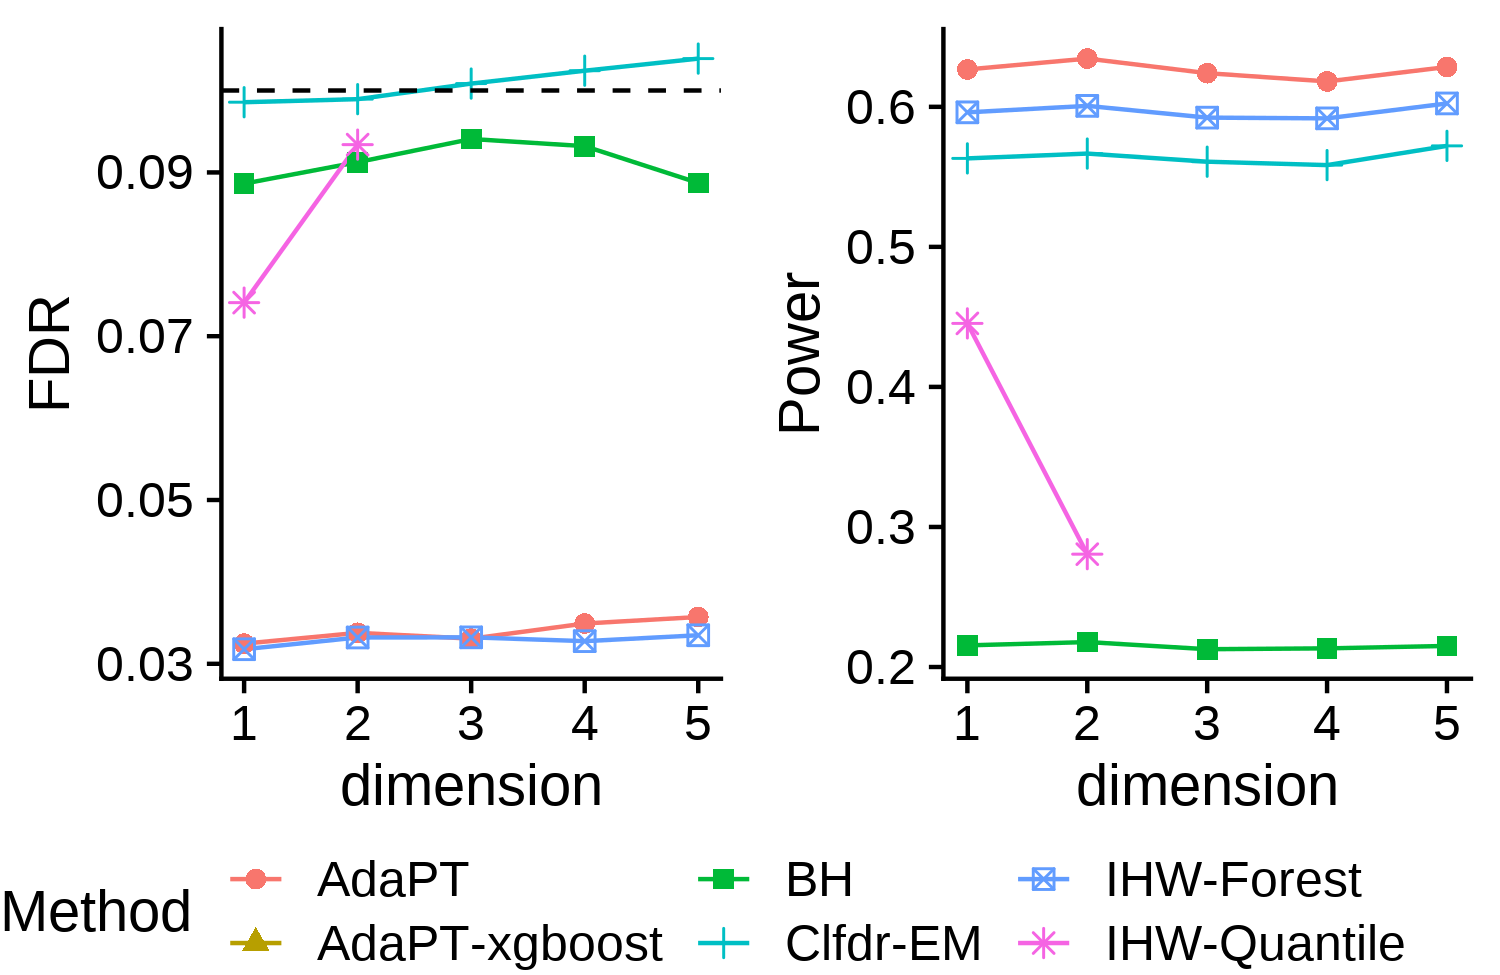 FDR
0.09
0.07
0.05
0.03
1 2 3 4 5
dimension
Power
0.6
0.5
0.4
0.3
0.2
1 2 3 4 5
dimension
Method
AdaPT
BH
IHW-Forest
AdaPT-xgboost
Clfdr-EM
IHW-Quantile